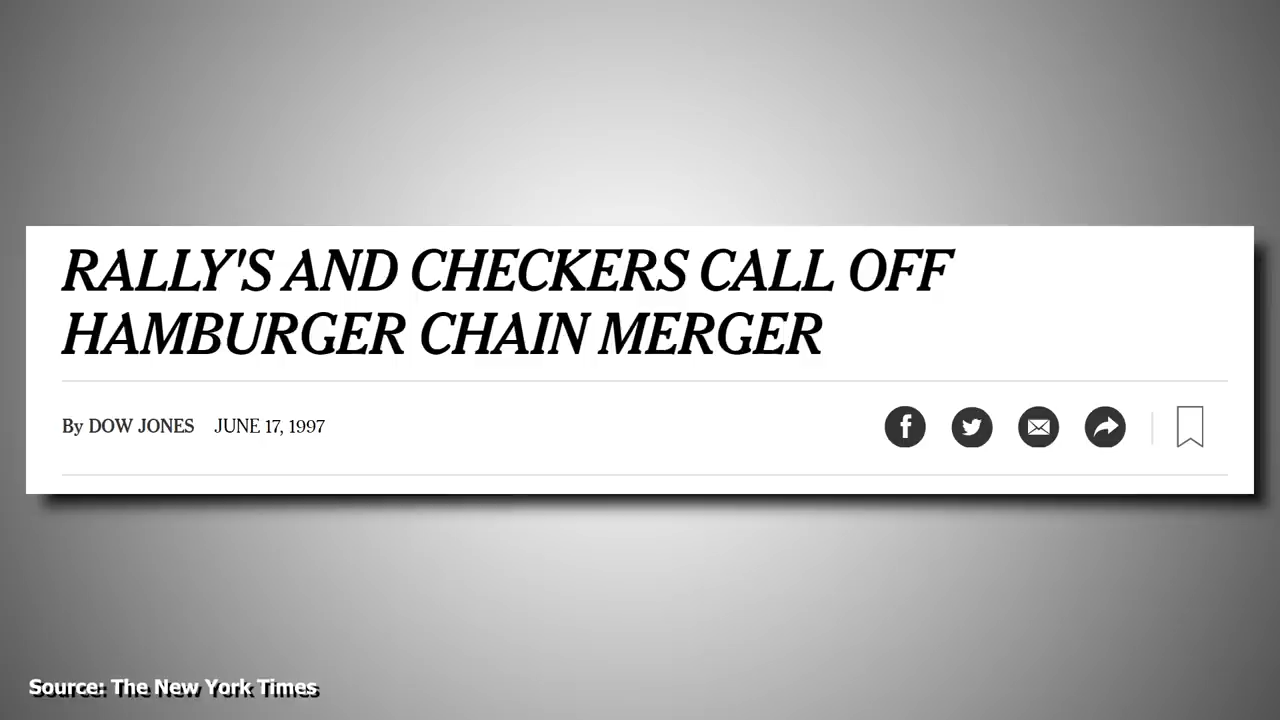 RALLY'S AND CHECKERS CALL OFF
HAMBURGER CHAIN MERGER
By DOW JONES JUNE 17, 1997
Source: The New York Times